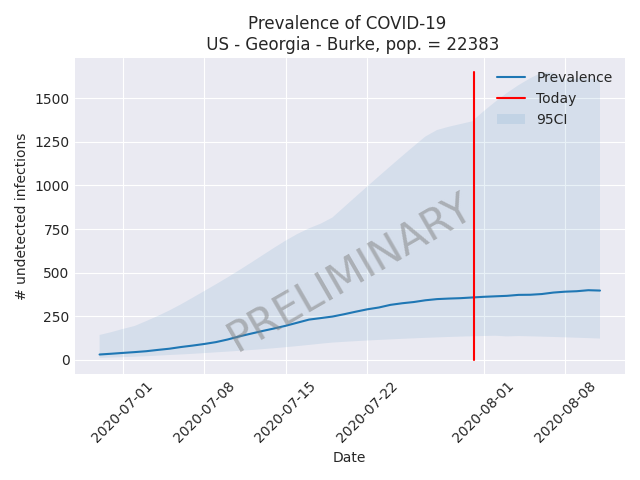 Prevalence of COVID-19
US - Georgia - Burke, pop. = 22383
Prevalence
Today
95CI
1500
1250
1000
750
500
250
0
# undetected infections
PRELIMINARY
2020-07-01
2020-07-08
2020-07-15
2020-07-22
2020-08-01
2020-08-08
Date